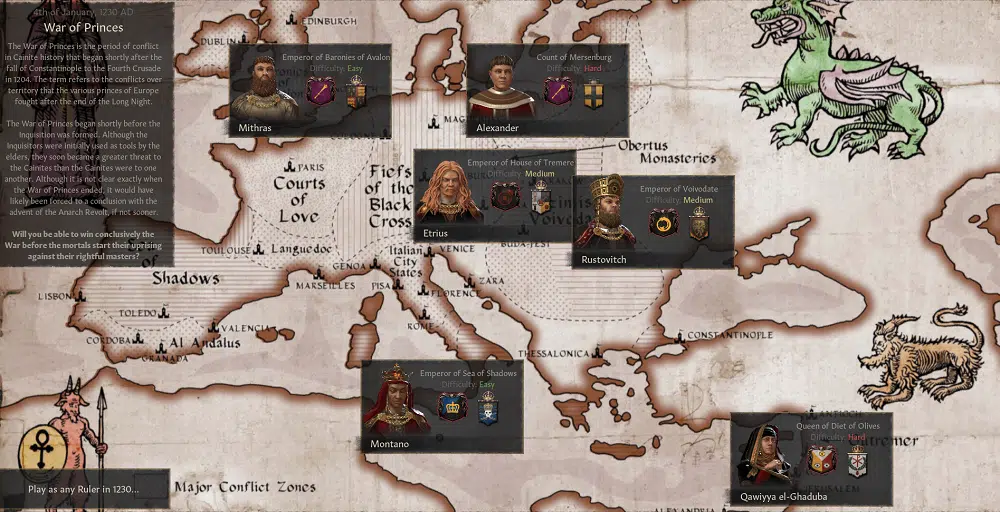 4th of January, 1230 AD
War of Princes
The War of Princes is the period of conflict
in Cainite history that began shortly after the
fall of Constantinople to the Fourth Crusade
in 1204. The term refers to the conflicts over
territory that the various princes of Europe
fought after the end of the Long Night.
The War of Princes began shortly before the
Inquisition was formed. Although the
Inquisitors were initially used as tools by the
elders, they soon became a greater threat to
the Cainites than the Cainites were to one
another. Although it is not clear exactly when
the War of Princes ended, it would have
likely been forced to a conclusion with the
advent of the Anarch Revolt, if not sooner.
Will you be able to win conclusively the
War before the mortals start their uprising
against their rightful masters?
EDINBURGH
DUBLIN
Emperor of Baronies of Avalon
Difficulty: Easy
Mithras
Count of Mersenburg
Difficulty: Hard
Alexander
MAG
Obertus
Monasteries
PARIS
Courts
of
Love
Fiefs
of the
Black
Cross
Emperor of House of Tremere
Difficulty: Medium
Etrius
Emperor of Voivodate
Difficulty: Medium
Rustovitch
BUDA-PEST
of
Shadows
TOULOUSE
Languedoc
GENOA
MARSEILLES
Italian
City
States
VENICE
PISA
FLORENC
ZARA
ROME
LISBON
TOLEDO
VALENCIA
CORDOBA
Al Andalus
GRANADA
CONSTANTINOPLE
THESSALONICA
Emperor of Sea of Shadows
Difficulty: Easy
Montano
ANTIOCH
Queen of Diet of Olives
Difficulty: Hard
Qawiyya el-Ghaduba
tremer
JERUSALEM
ALEXANDRIA
Play as any Ruler in 1230...
Major Conflict Zones